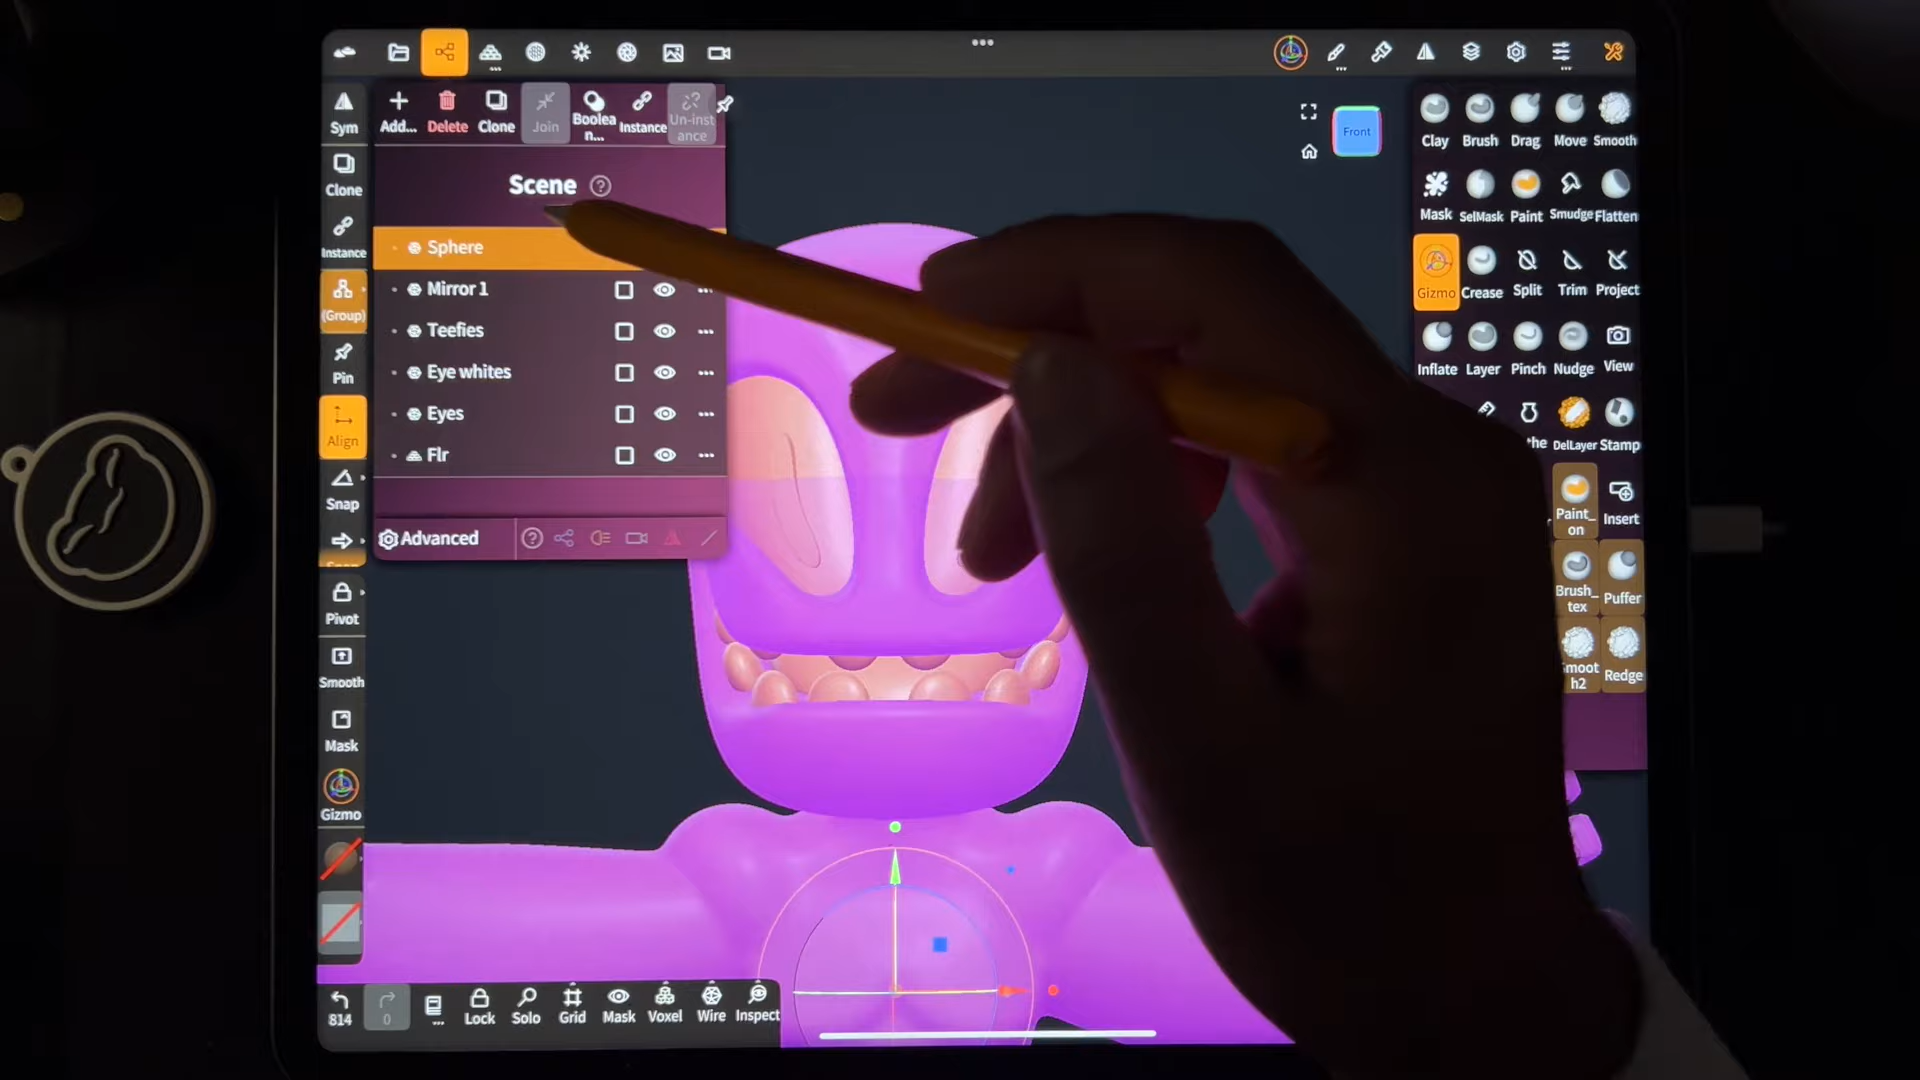 Add...
Delete
Clone
Join
Boolea
n...
Instance
Un-inst
ance
Front
Sym
Clone
Instance
(Group)
Pin
Align
Snap
Pivot
Smooth
Mask
Gizmo
Scene ?
Sphere
Mirror 1
...
Teefies
...
Eye whites
...
Eyes
...
Flr
...
Advanced
?
Clay Brush Drag Move Smooth
Mask SelMask Paint Smudge Flatten
Gizmo Crease Split Trim Project
Inflate Layer Pinch Nudge View
the DelLayer Stamp
Paint_
on
Insert
Brush_
tex
Puffer
Smoot
h2
Redge
814
0
...
Lock
Solo
Grid
Mask
Voxel
Wire
Inspect